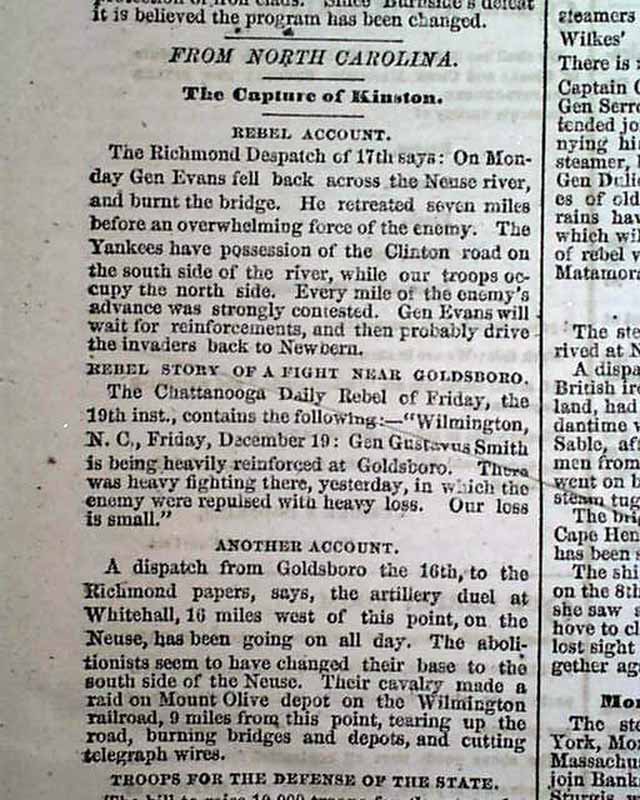 it is believed the program has been changed.
FROM NORTH CAROLINA.
The Capture of Kinston.
REBEL ACCOUNT.
The Richmond Despatch of 17th says: On Mon-
day Gen Evans fell back across the Neuse river,
and burnt the bridge. He retreated seven miles
before an overwhelming force of the enemy. The
Yankees have possession of the Clinton road on
the south side of the river, while our troops oc-
cupy the north side. Every mile of the enemy's
advance was strongly contested. Gen Evans will
wait for reinforcements, and then probably drive
the invaders back to Newbern.
REBEL STORY OF A FIGHT NEAR GOLDSBORO.
The Chattanooga Daily Rebel of Friday, the
19th inst., contains the following:—"Wilmington,
N. C., Friday, December 19: Gen Gustavus Smith
is being heavily reinforced at Goldsboro. There
was heavy fighting there, yesterday, in which the
enemy were repulsed with heavy loss. Our loss
is small."
ANOTHER ACCOUNT.
A dispatch from Goldsboro the 16th, to the
Richmond papers, says, the artillery duel at
Whitehall, 16 miles west of this point, on the
Neuse, has been going on all day. The aboli-
tionists seem to have changed their base to the
south side of the Neuse. Their cavalry made a
raid on Mount Olive depot on the Wilmington
railroad, 9 miles from this point, tearing up the
road, burning bridges and depots, and cutting
telegraph wires.
TROOPS FOR THE DEFENSE OF THE STATE.
steamers
Wilkes'
There is
Captain
Gen Serr
tended jo
nying hi
steamer,
Gen
es of old
rains hav
which wil
of rebel v
Matamora
The ste
rived at N
A dispa
British iro
land, had
dantime
Sable, aft
men from
went on b
steam tug
The bri
Cape Hen
has been s
The shi
on the 8th
she saw s
hove to cl
lost sight
gether ag
Mo
The ste
York, Mo
Massachus
join Bank